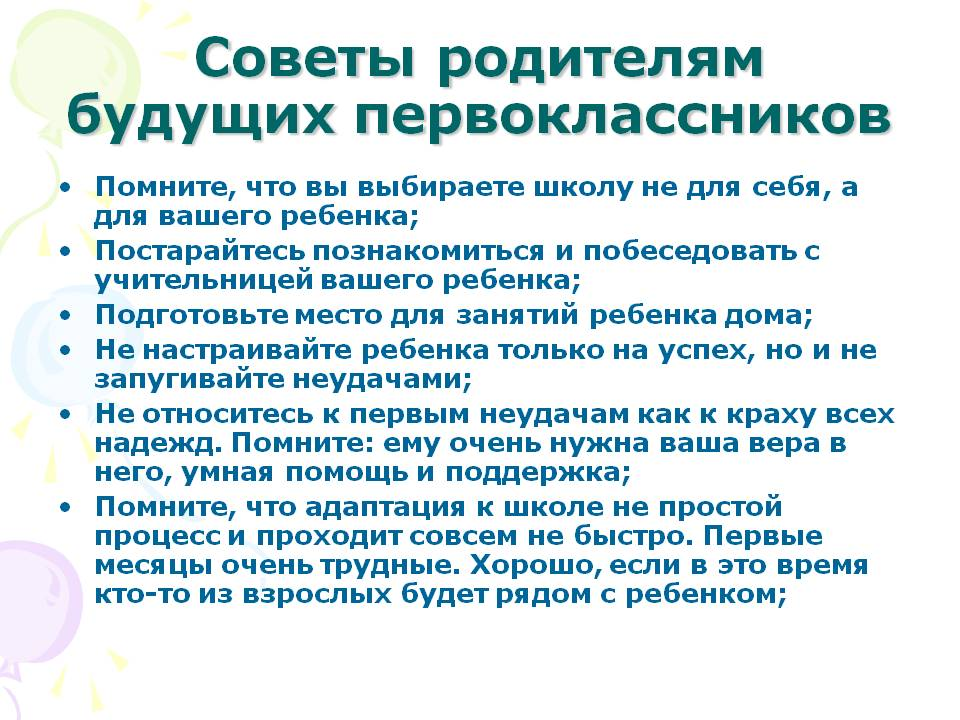 Советы родителям
будущих первоклассников
• Помните, что вы выбираете школу не для себя, а
для вашего ребенка;
• Постарайтесь познакомиться и побеседовать с
учительницей вашего ребенка;
• Подготовьте место для занятий ребенка дома;
• Не настраивайте ребенка только на успех, но и не
запугивайте неудачами;
• Не относитесь к первым неудачам как к краху всех
надежд. Помните: ему очень нужна ваша вера в
него, умная помощь и поддержка;
• Помните, что адаптация к школе не простой
процесс и проходит совсем не быстро. Первые
месяцы очень трудные. Хорошо, если в это время
кто-то из взрослых будет рядом с ребенком;